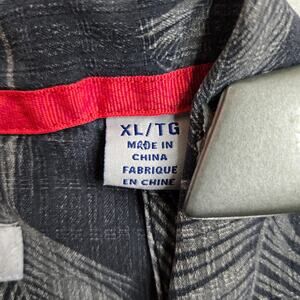 XL/TG
MADE IN
CHINA
FABRIQUE
EN CHINE